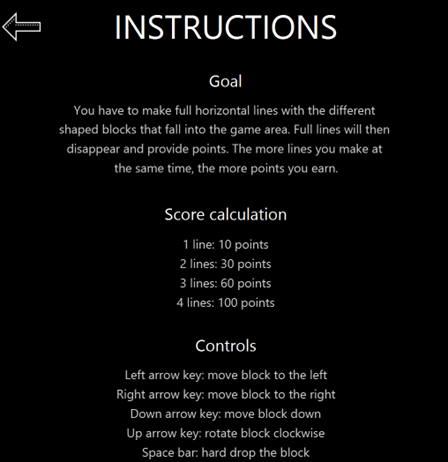 INSTRUCTIONS
Goal
You have to make full horizontal lines with the different
shaped blocks that fall into the game area. Full lines will then
disappear and provide points. The more lines you make at
the same time, the more points you earn.
Score calculation
1 line: 10 points
2 lines: 30 points
3 lines: 60 points
4 lines: 100 points
Controls
Left arrow key: move block to the left
Right arrow key: move block to the right
Down arrow key: move block down
Up arrow key: rotate block clockwise
Space bar: hard drop the block